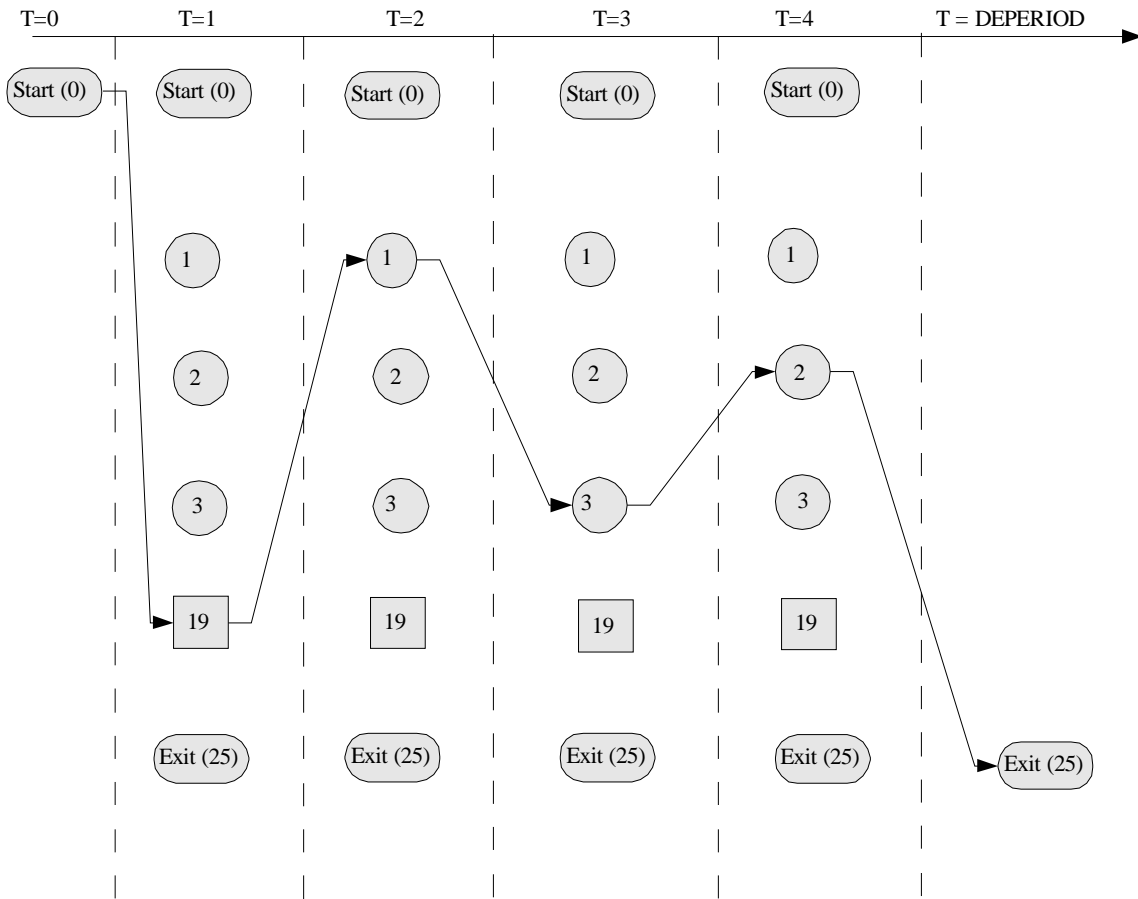 T=0 T=1 T=2 T=3 T=4 T = DEPERIOD
Start (0) Start (0) Start (0) Start (0) Start (0)
1 1 1 1
2 2 2 2
3 3 3 3
19 19 19 19
Exit (25) Exit (25) Exit (25) Exit (25) Exit (25)